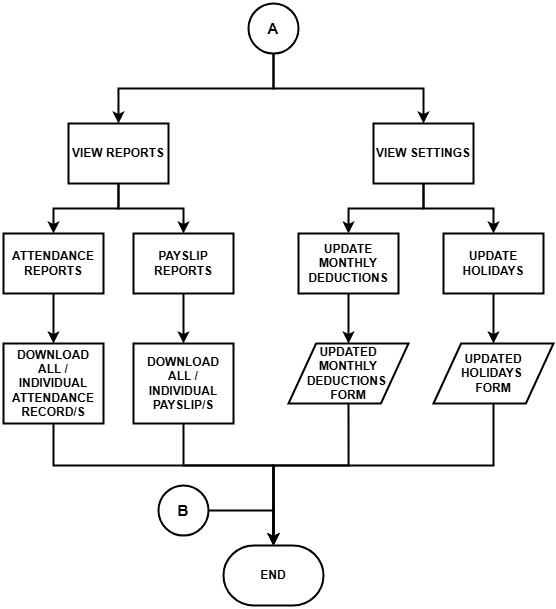 A
VIEW REPORTS
VIEW SETTINGS
ATTENDANCE
REPORTS
PAYSLIP
REPORTS
UPDATE
MONTHLY
DEDUCTIONS
UPDATE
HOLIDAYS
DOWNLOAD
ALL /
INDIVIDUAL
ATTENDANCE
RECORD/S
DOWNLOAD
ALL /
INDIVIDUAL
PAYSLIP/S
UPDATED
MONTHLY
DEDUCTIONS
FORM
UPDATED
HOLIDAYS
FORM
B
END